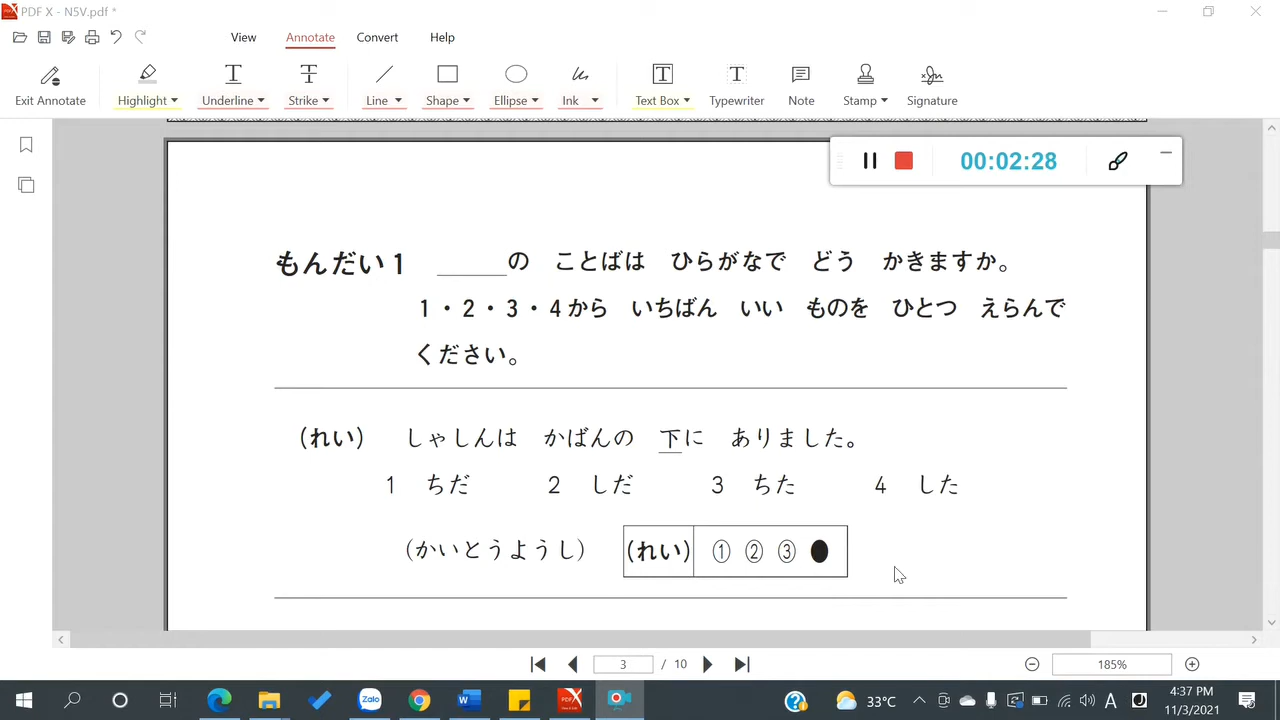 PDF X - N5V.pdf *
View Annotate Convert Help
Exit Annotate Highlight Underline Strike Line Shape Ellipse Ink Text Box Typewriter Note Stamp Signature
00:02:28
もんだい1 ______の ことばは ひらがなで どう かきますか。
1・2・3・4から いちばん いい ものを ひとつ えらんで
ください。
(れい) しゃしんは かばんの 下に ありました。
1 ちだ 2 しだ 3 ちた 4 した
(かいとうようし) (れい) ① ② ③ ●
3 / 10 185%
Zalo W PDFX 33°C A 4:37 PM
11/3/2021